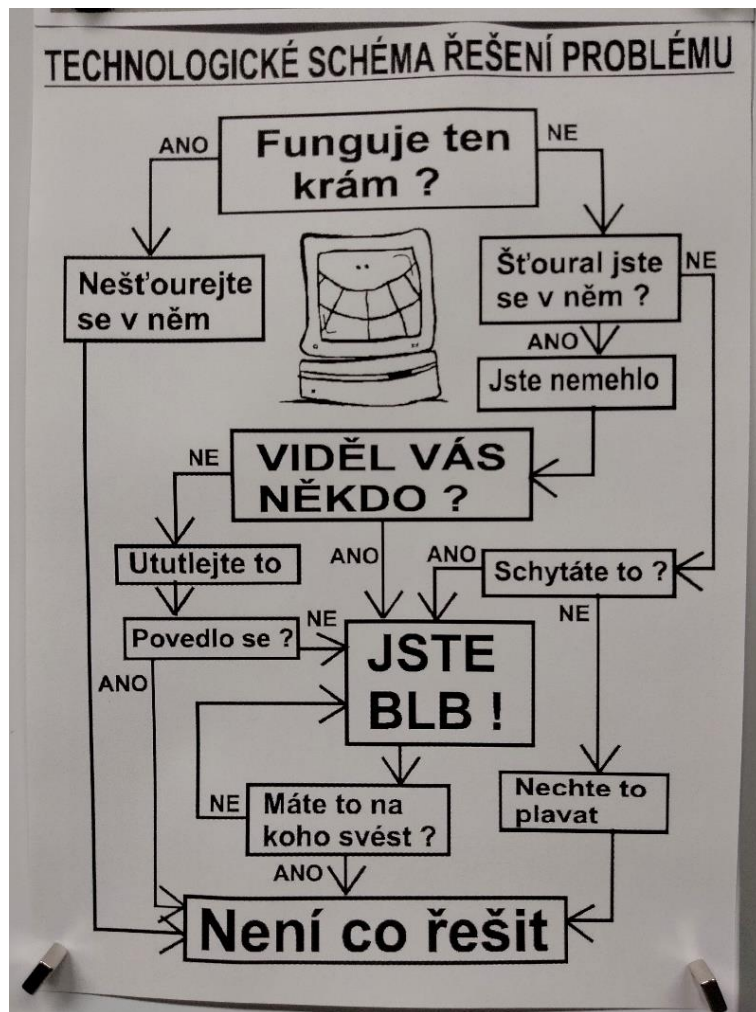 TECHNOLOGICKÉ SCHÉMA ŘEŠENÍ PROBLÉMU
ANO
Funguje ten
krám ?
NE
Nešťourejte
se v něm
Šťoural jste
se v něm ?
NE
ANO
Jste nemehlo
NE
VIDĚL VÁS
NĚKDO ?
Ututlejte to
ANO
ANO
Schytáte to ?
Povedlo se ?
NE
NE
ANO
JSTE
BLB !
NE
Máte to na
koho svést ?
Nechte to
plavat
ANO
Není co řešit